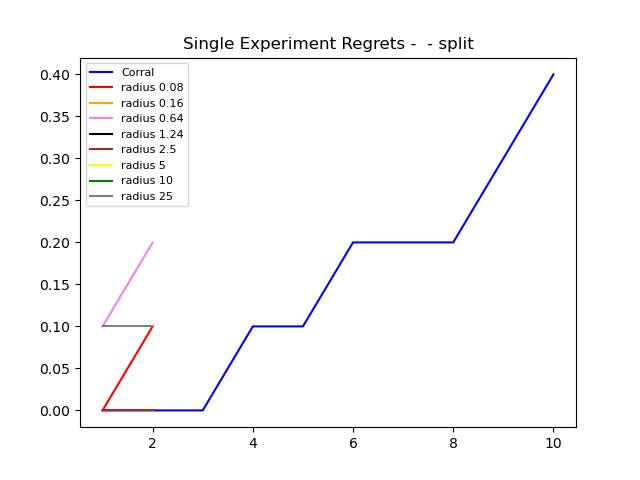 Single Experiment Regrets -  - split
0.40
0.35
0.30
0.25
0.20
0.15
0.10
0.05
0.00
Corral
radius 0.08
radius 0.16
radius 0.64
radius 1.24
radius 2.5
radius 5
radius 10
radius 25
2 4 6 8 10